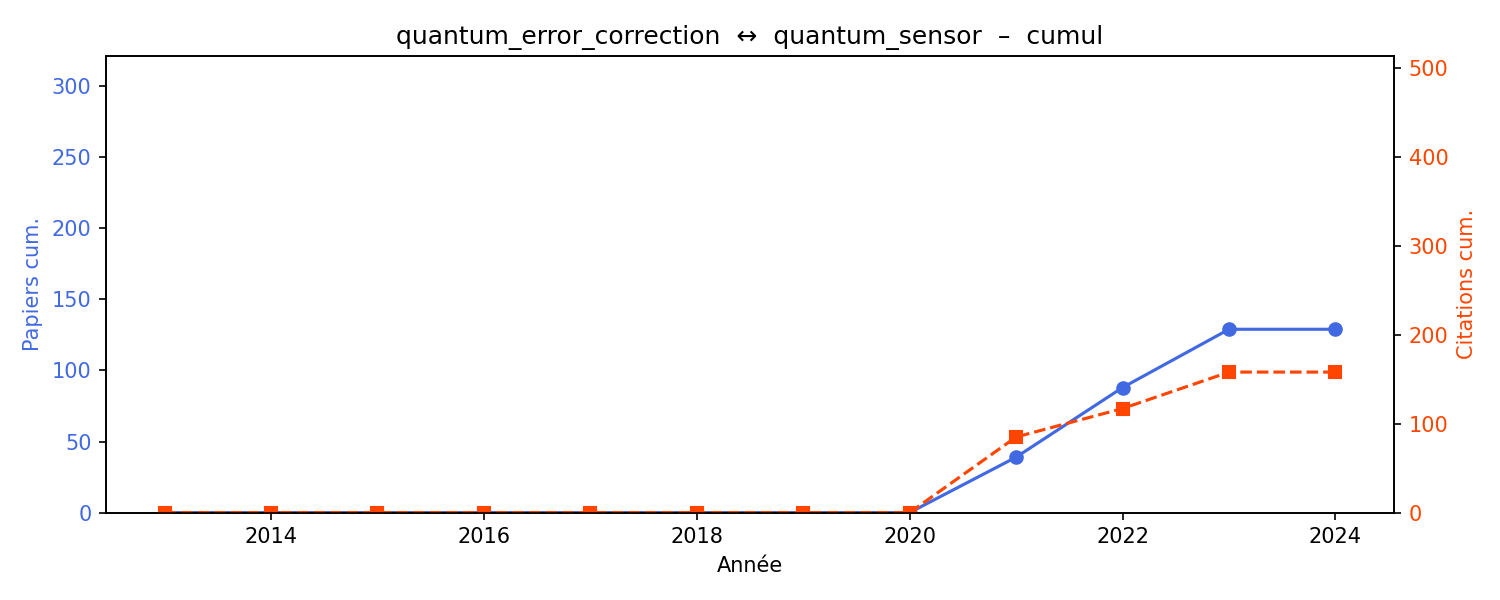 quantum_error_correction ↔ quantum_sensor – cumul
Papiers cum.
300
250
200
150
100
50
0
500
400
300
200
100
0
Citations cum.
2014 2016 2018 2020 2022 2024
Année